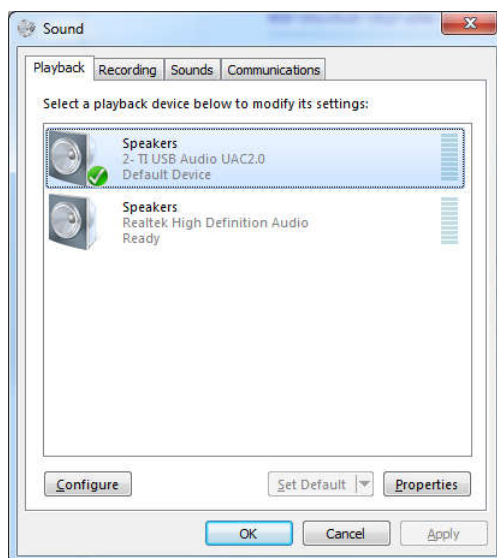 Sound
Playback Recording Sounds Communications
Select a playback device below to modify its settings:
Speakers
2- TI USB Audio UAC2.0
Default Device
Speakers
Realtek High Definition Audio
Ready
Configure Set Default Properties
OK Cancel Apply